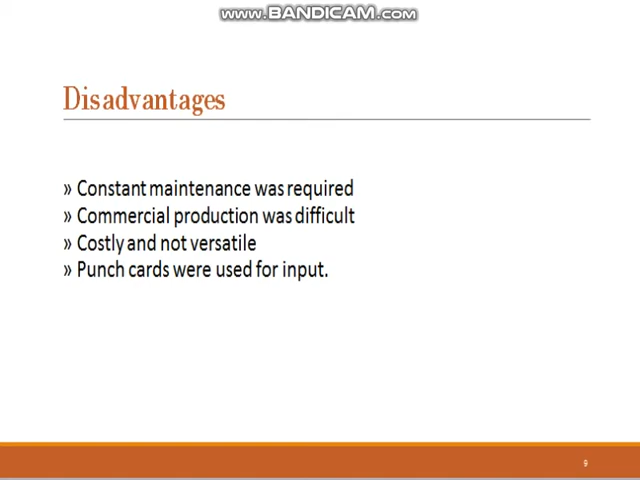 www.BANDICAM.com
Disadvantages
» Constant maintenance was required
» Commercial production was difficult
» Costly and not versatile
» Punch cards were used for input.
9